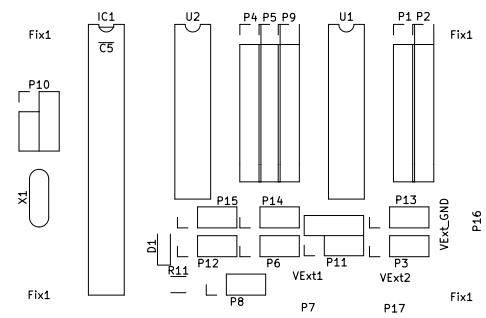 IC1 U2 P4 P5 P9 U1 P1 P2
Fix1 Fix1
C5
P10
X1
P15 P14 P13
VExt_GND
P16
D1
P12 P6 P11 P3
R11 VExt1 VExt2
Fix1 P8 Fix1
P7 P17